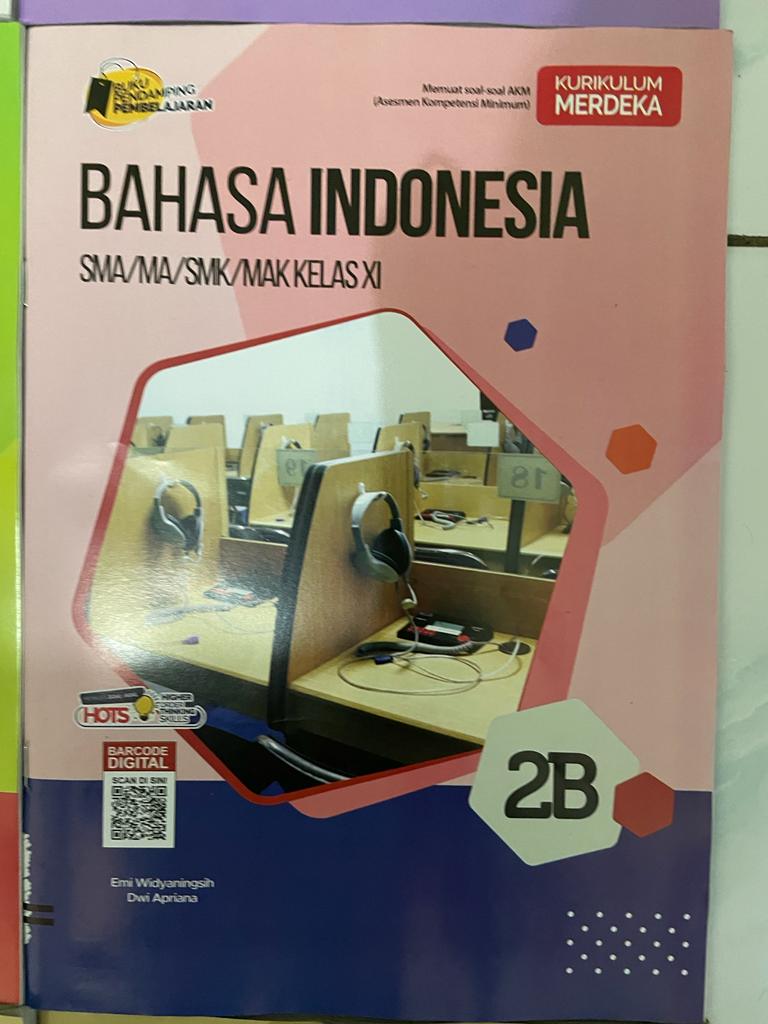 BUKU
PENDAMPING
PEMBELAJARAN
Memuat soal-soal AKM
(Asesmen Kompetensi Minimum)
KURIKULUM
MERDEKA
BAHASA INDONESIA
SMA/MA/SMK/MAK KELAS XI
19
18
HOTS
HIGHER
ORDER
THINKING
SKILLS
BARCODE
DIGITAL
SCAN DI SINI
2B
Emi Widyaningsih
Dwi Apriana